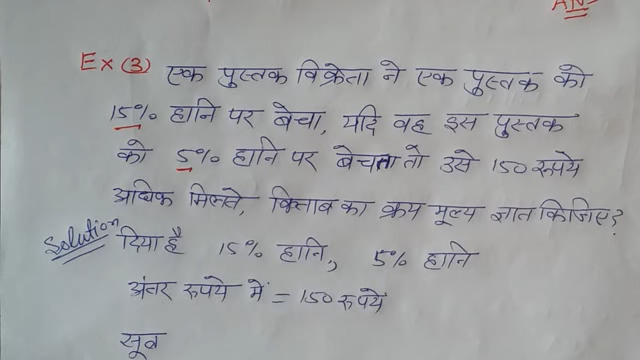 ANS
Ex (3) एक पुस्तक विक्रेता ने एक पुस्तक को
15% हानि पर बेचा, यदि वह इस पुस्तक
को 5% हानि पर बेचता तो उसे 150 रूपये
अधिक मिलते, किताब का क्रय मूल्य ज्ञात किजिए?
Solution दिया है 15% हानि, 5% हानि
अंतर रूपये में = 150 रुपये
सूत्र